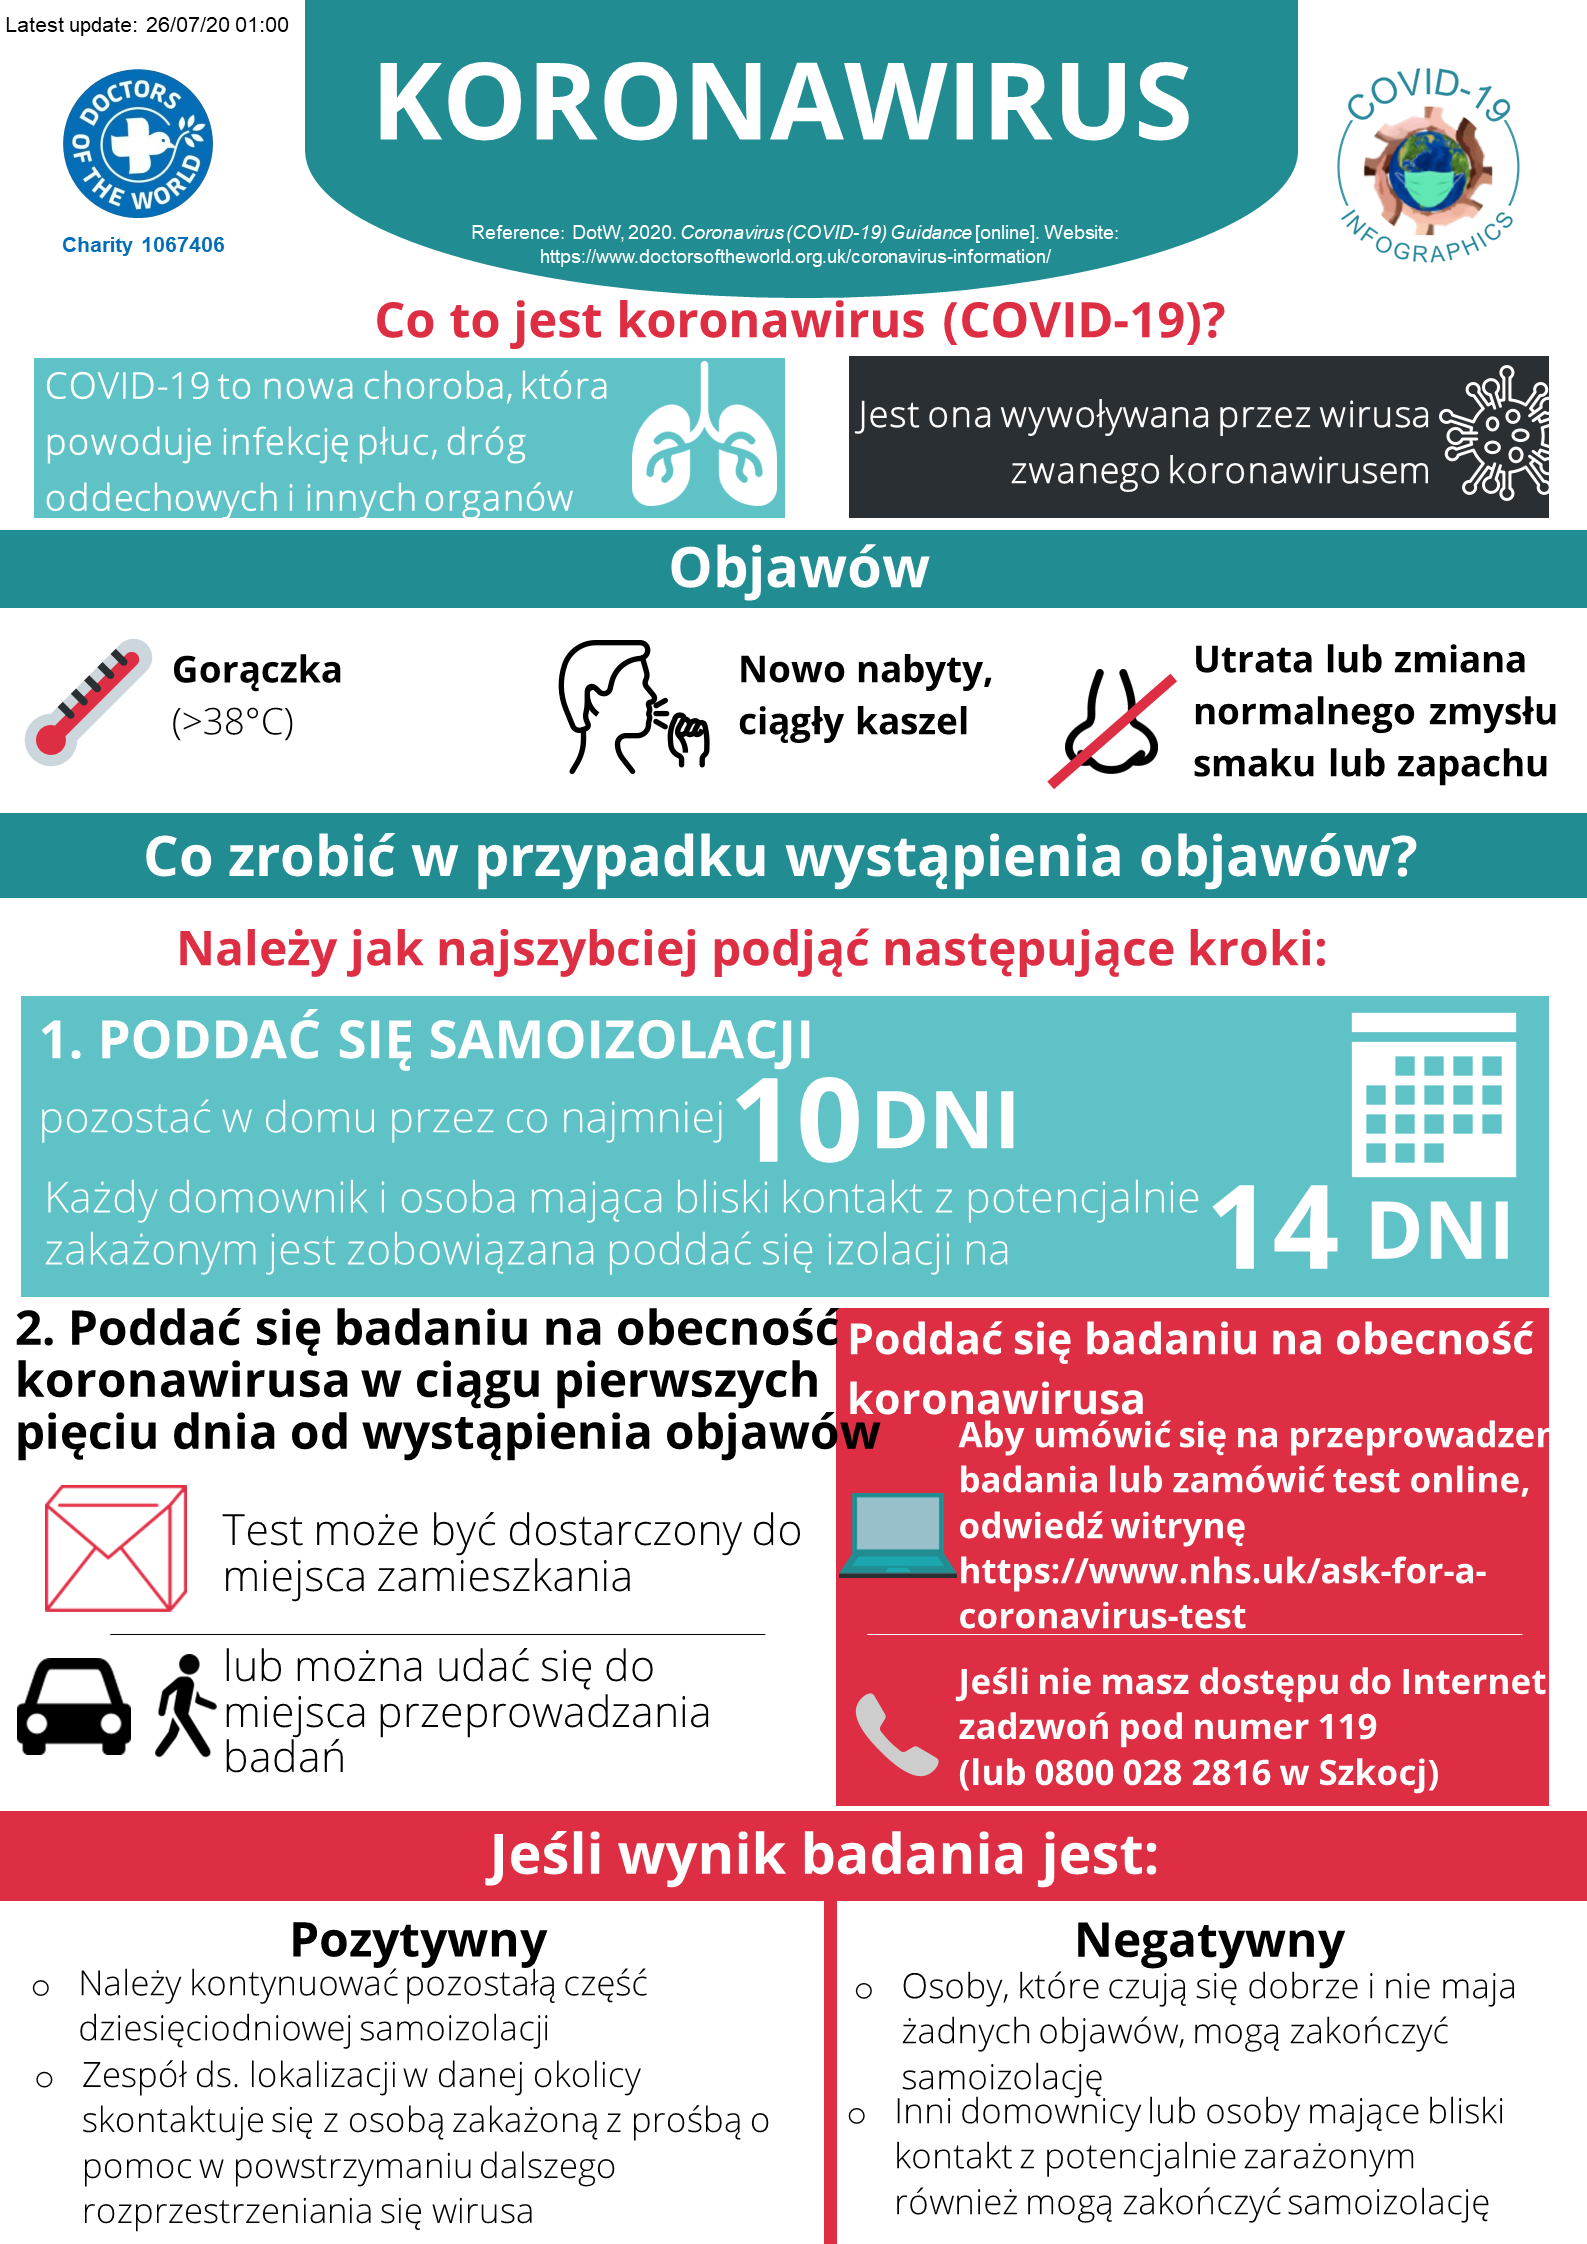 Latest update: 26/07/20 01:00
DOCTORS OF THE WORLD
Charity 1067406
KORONAWIRUS
Reference: DotW, 2020. Coronavirus (COVID-19) Guidance [online]. Website:
https://www.doctorsoftheworld.org.uk/coronavirus-information/
COVID-19
INFOGRAPHICS
Co to jest koronawirus (COVID-19)?
COVID-19 to nowa choroba, która
powoduje infekcję płuc, dróg
oddechowych i innych organów
Jest ona wywoływana przez wirusa
zwanego koronawirusem
Objawów
Gorączka
(>38°C)
Nowo nabyty,
ciągły kaszel
Utrata lub zmiana
normalnego zmysłu
smaku lub zapachu
Co zrobić w przypadku wystąpienia objawów?
Należy jak najszybciej podjąć następujące kroki:
1. PODDAĆ SIĘ SAMOIZOLACJI
pozostać w domu przez co najmniej 10 DNI
Każdy domownik i osoba mająca bliski kontakt z potencjalnie
zakażonym jest zobowiązana poddać się izolacji na 14 DNI
2. Poddać się badaniu na obecność
koronawirusa w ciągu pierwszych
pięciu dnia od wystąpienia objawów
Test może być dostarczony do
miejsca zamieszkania
lub można udać się do
miejsca przeprowadzania
badań
Poddać się badaniu na obecność
koronawirusa
Aby umówić się na przeprowadzen
badania lub zamówić test online,
odwiedź witrynę
https://www.nhs.uk/ask-for-a-
coronavirus-test
Jeśli nie masz dostępu do Internet
zadzwoń pod numer 119
(lub 0800 028 2816 w Szkocj)
Jeśli wynik badania jest:
Pozytywny
o Należy kontynuować pozostałą część
dziesięciodniowej samoizolacji
o Zespół ds. lokalizacji w danej okolicy
skontaktuje się z osobą zakażoną z prośbą o
pomoc w powstrzymaniu dalszego
rozprzestrzeniania się wirusa
Negatywny
o Osoby, które czują się dobrze i nie maja
żadnych objawów, mogą zakończyć
samoizolację
o Inni domownicy lub osoby mające bliski
kontakt z potencjalnie zarażonym
również mogą zakończyć samoizolację